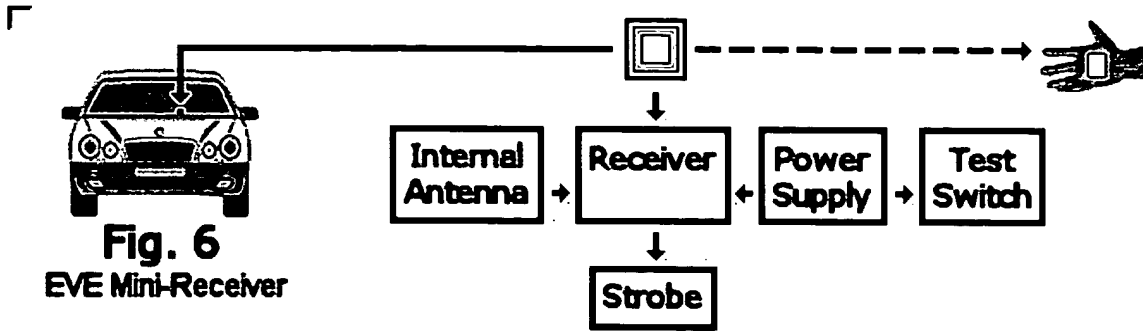 Internal
Antenna
Receiver
Power
Supply
Test
Switch
Fig. 6
EVE Mini-Receiver
Strobe